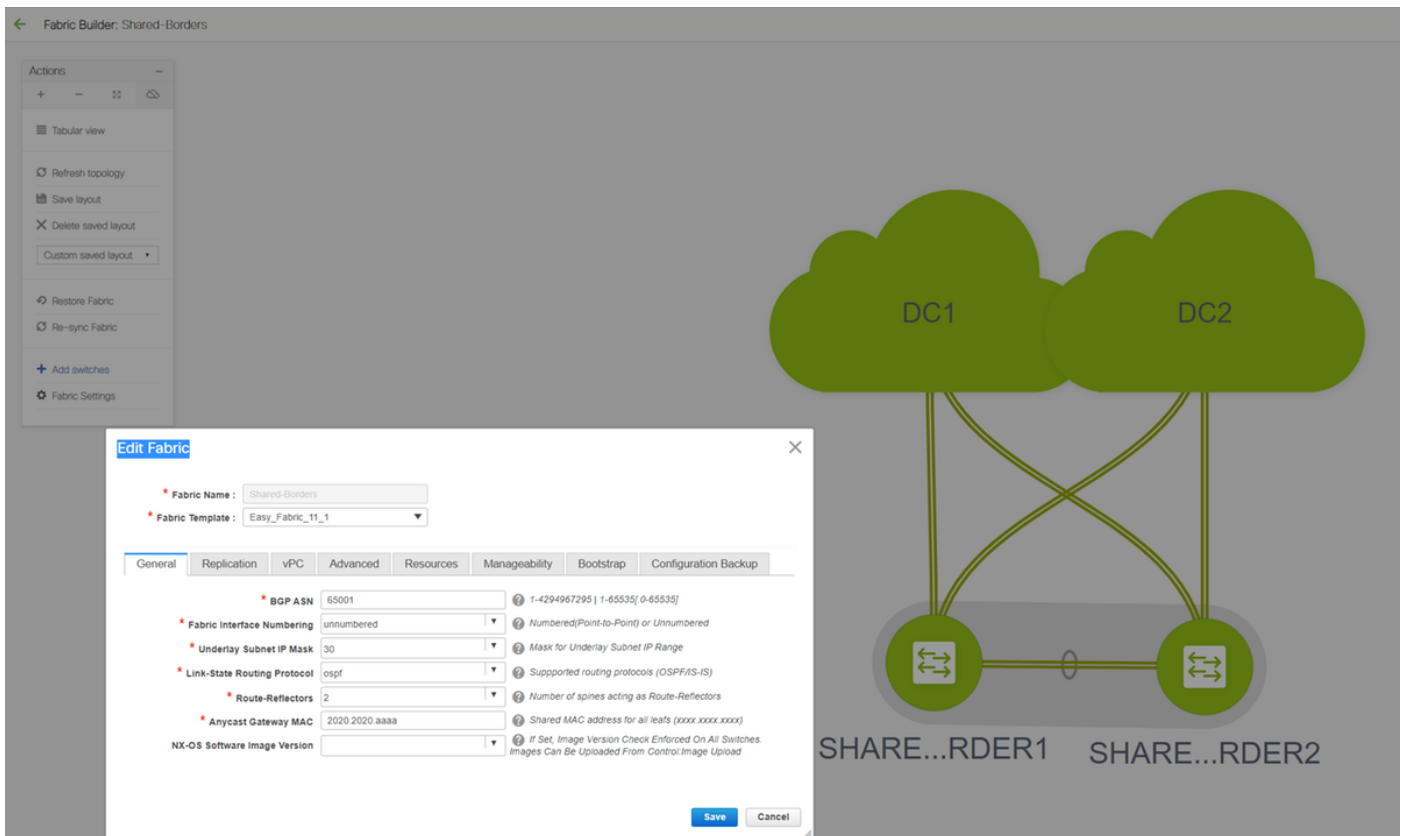 Fabric Builder: Shared-Borders
Actions
Tabular view
Refresh topology
Save layout
Delete saved layout
Custom saved layout
Restore Fabric
Re-sync Fabric
Add switches
Fabric Settings
DC1
DC2
SHARE...RDER1
SHARE...RDER2
Edit Fabric
* Fabric Name : Shared-Borders
* Fabric Template : Easy_Fabric_11_1
General Replication vPC Advanced Resources Manageability Bootstrap Configuration Backup
* BGP ASN 65001 ? 1-4294967295 | 1-65535[.0-65535]
* Fabric Interface Numbering unnumbered ? Numbered(Point-to-Point) or Unnumbered
* Underlay Subnet IP Mask 30 ? Mask for Underlay Subnet IP Range
* Link-State Routing Protocol ospf ? Suppported routing protocols (OSPF/IS-IS)
* Route-Reflectors 2 ? Number of spines acting as Route-Reflectors
* Anycast Gateway MAC 2020.2020.aaaa ? Shared MAC address for all leafs (xxxx.xxxx.xxxx)
NX-OS Software Image Version ? If Set, Image Version Check Enforced On All Switches.
Images Can Be Uploaded From Control:Image Upload
Save Cancel